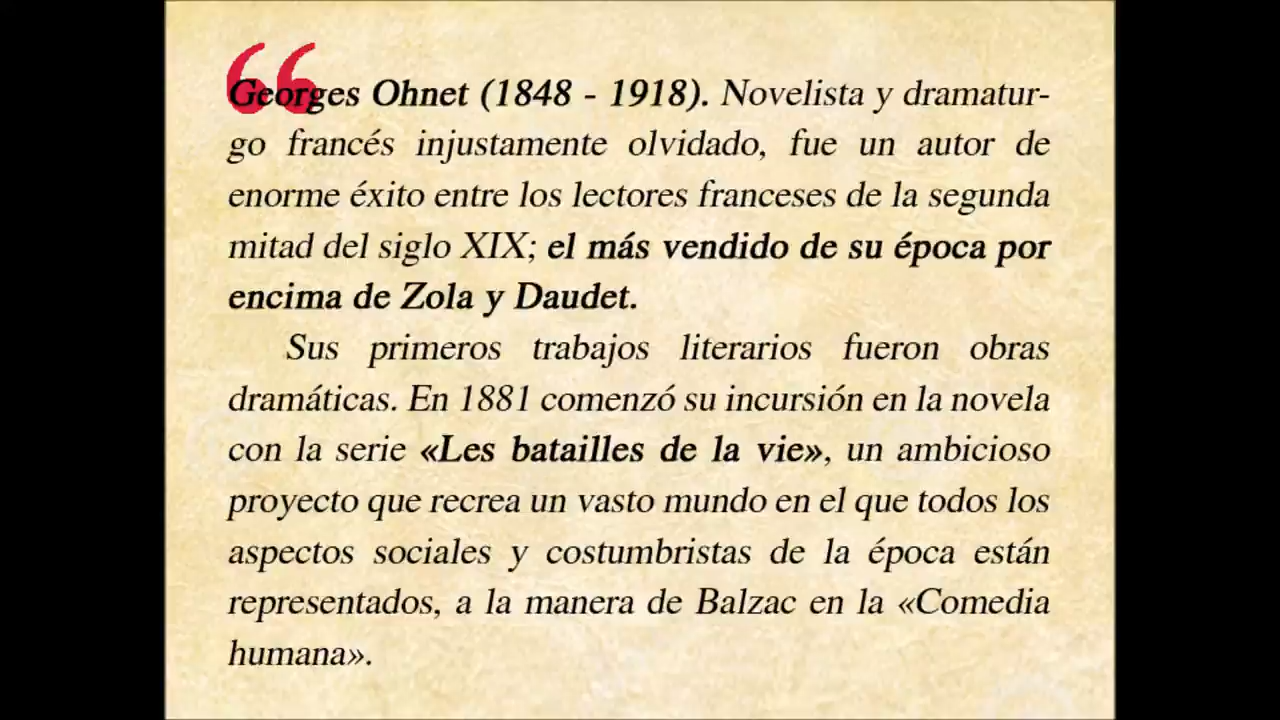 Georges Ohnet (1848 - 1918). Novelista y dramatur-
go francés injustamente olvidado, fue un autor de
enorme éxito entre los lectores franceses de la segunda
mitad del siglo XIX; el más vendido de su época por
encima de Zola y Daudet.
Sus primeros trabajos literarios fueron obras
dramáticas. En 1881 comenzó su incursión en la novela
con la serie «Les batailles de la vie», un ambicioso
proyecto que recrea un vasto mundo en el que todos los
aspectos sociales y costumbristas de la época están
representados, a la manera de Balzac en la «Comedia
humana».